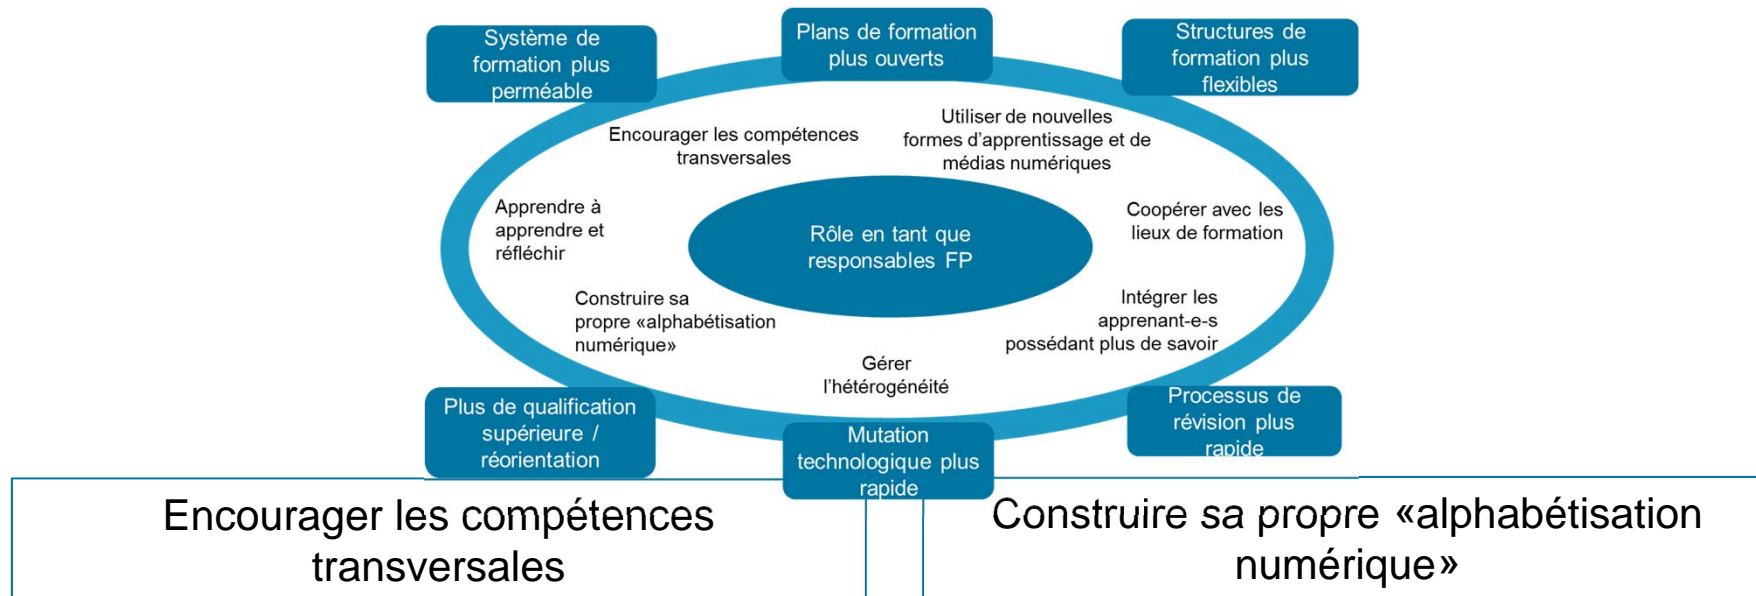 Système de
formation plus
perméable
Plans de formation
plus ouverts
Structures de
formation plus
flexibles
Encourager les compétences
transversales
Utiliser de nouvelles
formes d'apprentissage et de
médias numériques
Apprendre à
apprendre et
réfléchir
Rôle en tant que
responsables FP
Coopérer avec les
lieux de formation
Construire sa
propre «alphabétisation
numérique»
Gérer
l'hétérogénéité
Intégrer les
apprenant-e-s
possédant plus de savoir
Plus de qualification
supérieure /
réorientation
Mutation
technologique plus
rapide
Processus de
révision plus
rapide
Encourager les compétences
transversales
Construire sa propre «alphabétisation
numérique»